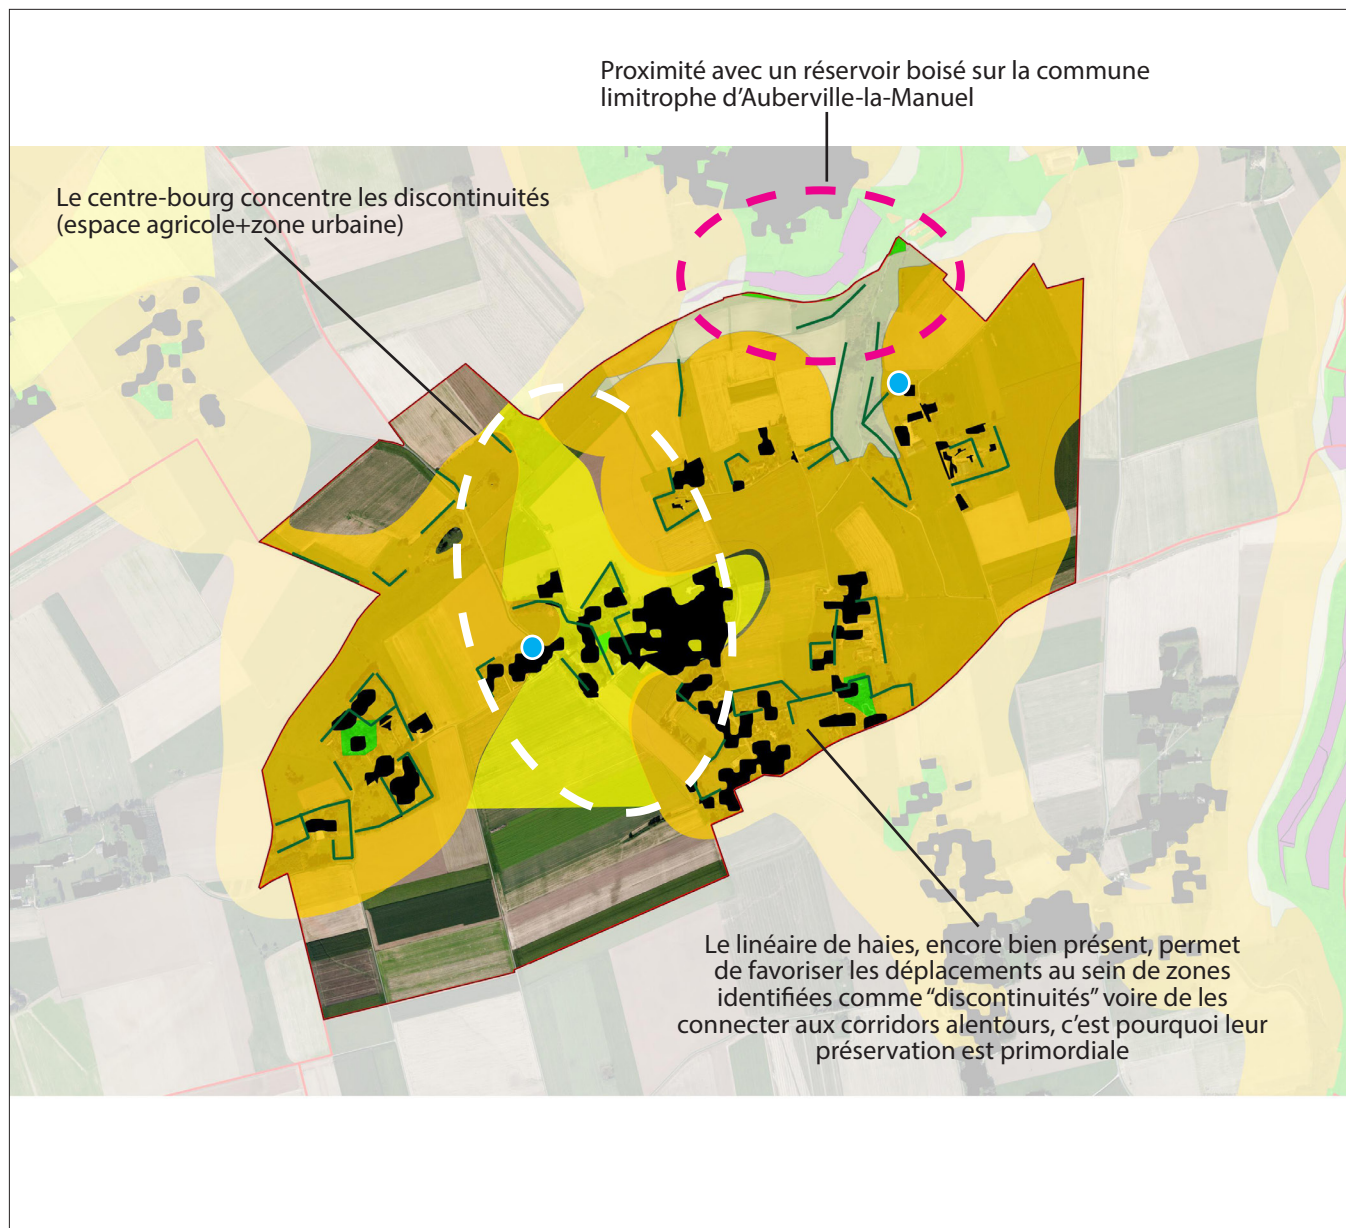 Proximité avec un réservoir boisé sur la commune
limitrophe d’Auberville-la-Manuel
Le centre-bourg concentre les discontinuités
(espace agricole+zone urbaine)
Le linéaire de haies, encore bien présent, permet
de favoriser les déplacements au sein de zones
identifiées comme “discontinuités” voire de les
connecter aux corridors alentours, c’est pourquoi leur
préservation est primordiale